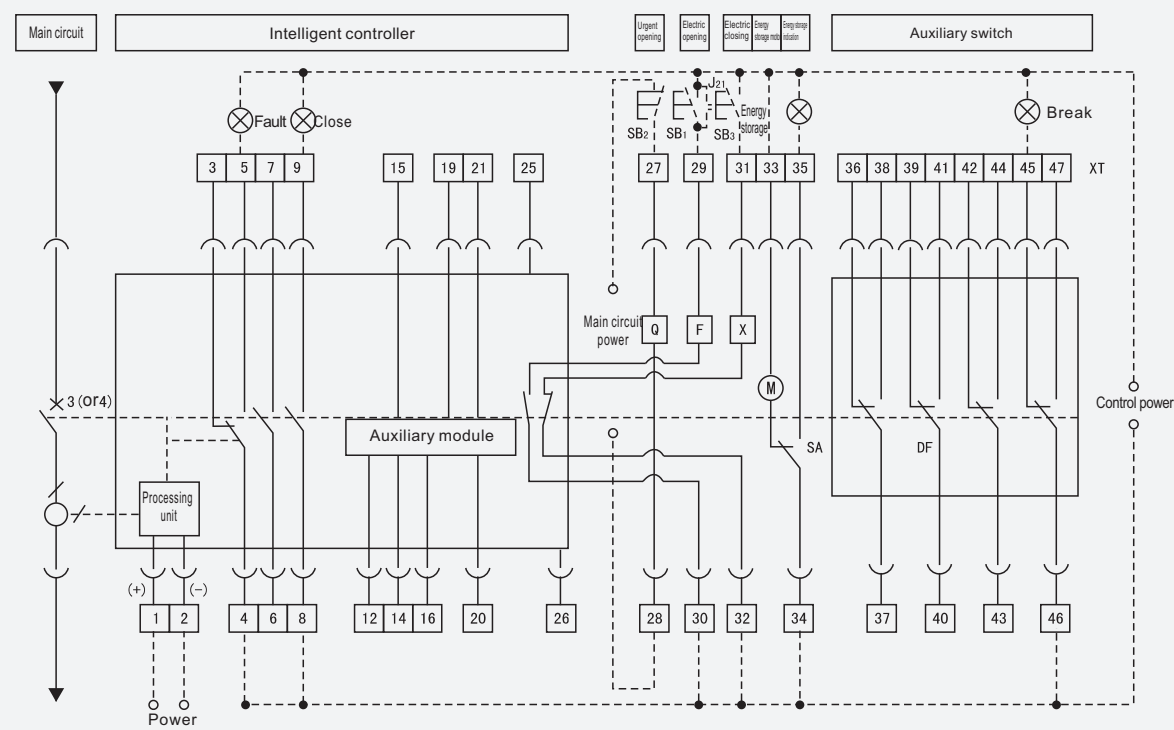 Main circuit
Intelligent controller
Urgent
opening
Electric
opening
Electric
closing
Energy
storage motor
Energy storage
indication
Auxiliary switch
J21
Fault
Close
SB2
SB1
SB3
Energy
storage
Break
3 5 7 9 15 19 21 25 27 29 31 33 35 36 38 39 41 42 44 45 47 XT
Main circuit
power
Q
F
X
M
3 (or4)
Control power
Auxiliary module
SA
DF
Processing
unit
(+) (-)
1 2 4 6 8 12 14 16 20 26 28 30 32 34 37 40 43 46
Power